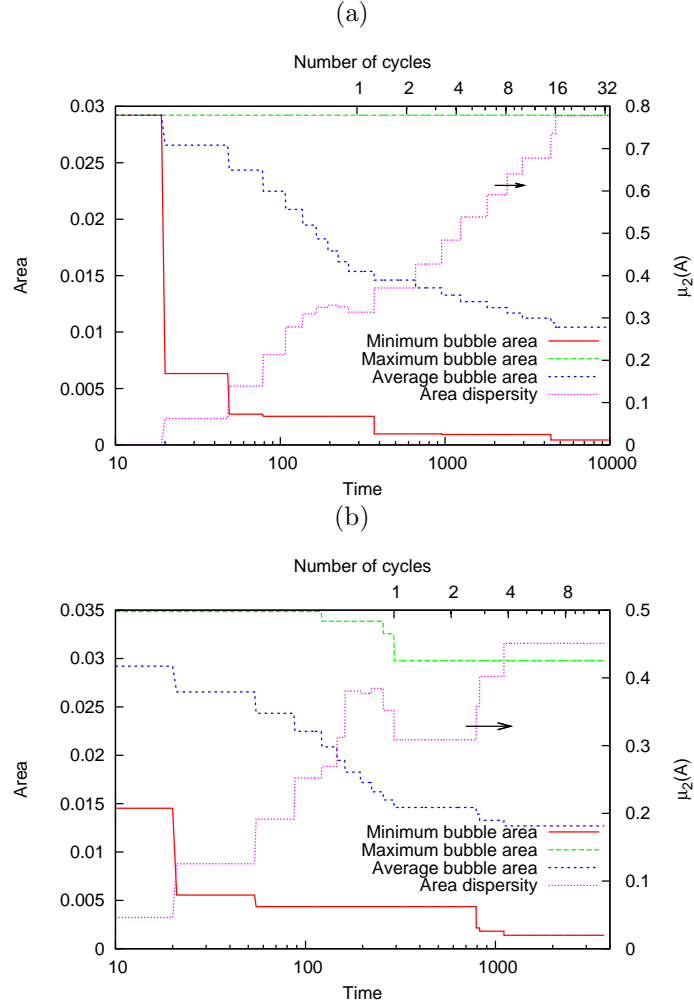 (a)
Number of cycles
1 2 4 8 16 32
0.03 0.8
0.025 0.7
0.02 0.6
0.015 0.5
0.01 0.4
0.005 0.3
0 0.2
0.1
0
Area
μ2(A)
Minimum bubble area
Maximum bubble area
Average bubble area
Area dispersity
10 100 1000 10000
Time
(b)
Number of cycles
1 2 4 8
0.035 0.5
0.03 0.4
0.025 0.3
0.02 0.2
0.015 0.1
0.01 0
0.005
0
Area
μ2(A)
Minimum bubble area
Maximum bubble area
Average bubble area
Area dispersity
10 100 1000
Time